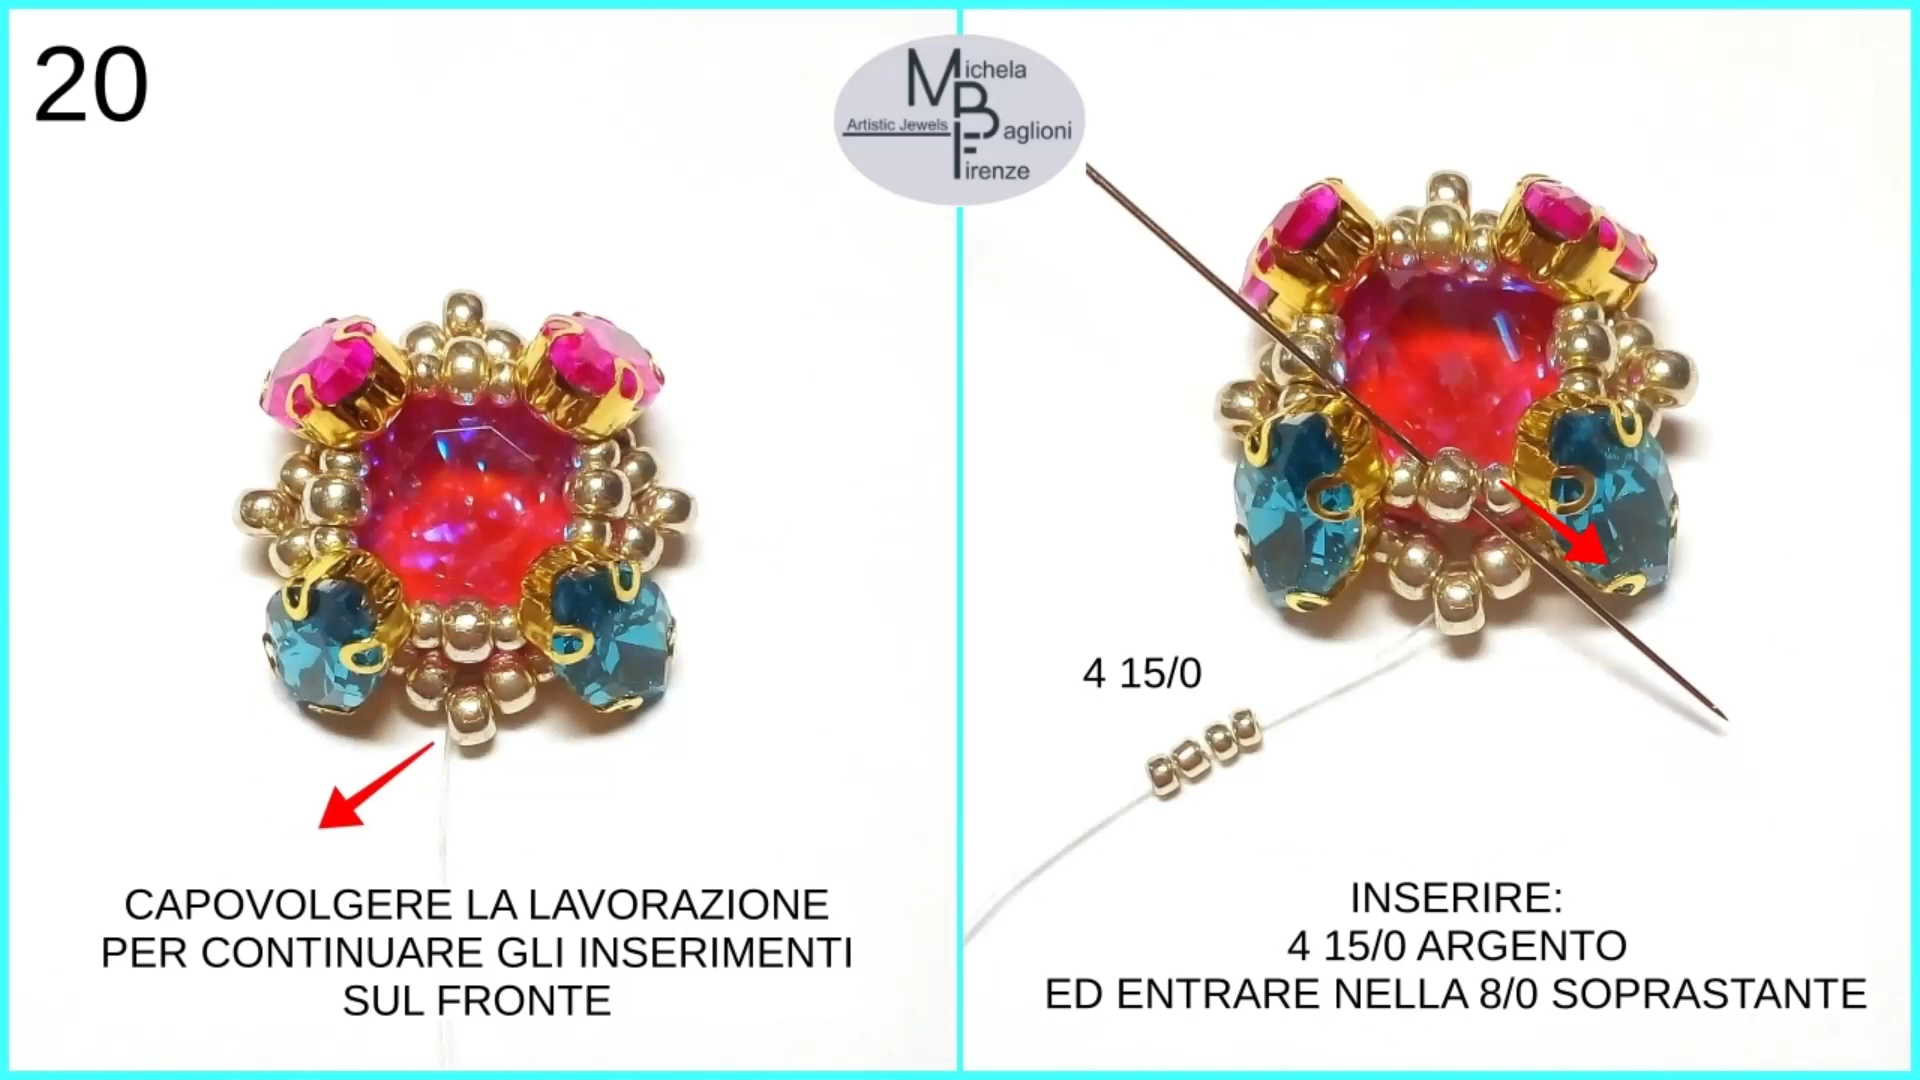 20
Michela
Artistic Jewels
Baglioni
Firenze
4 15/0
CAPOVOLGERE LA LAVORAZIONE
PER CONTINUARE GLI INSERIMENTI
SUL FRONTE
INSERIRE:
4 15/0 ARGENTO
ED ENTRARE NELLA 8/0 SOPRASTANTE